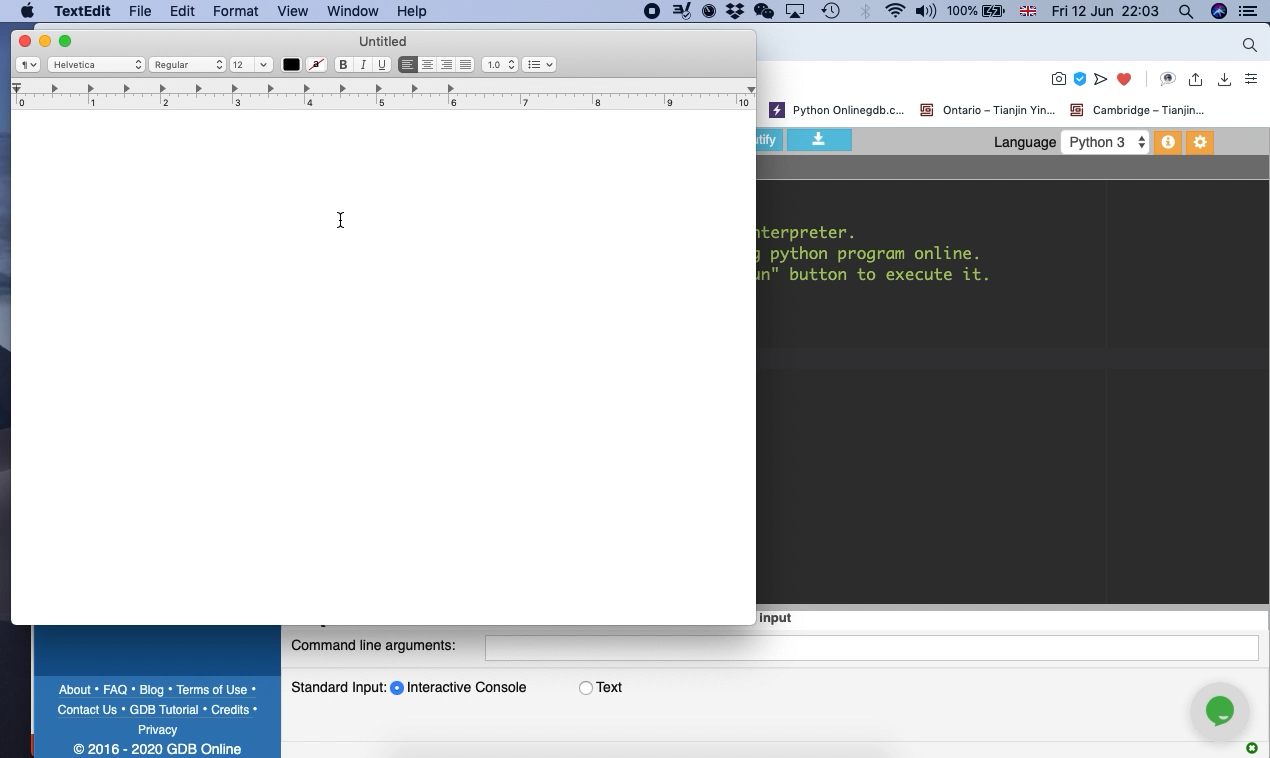 TextEdit File Edit Format View Window Help 100% Fri 12 Jun 22:03
Untitled
¶ Helvetica Regular 12 a B I U 1.0
0 1 2 3 4 5 6 7 8 9 10
Python Onlinegdb.c... Ontario – Tianjin Yin... Cambridge – Tianjin...
utify Language Python 3
nterpreter.
g python program online.
un" button to execute it.
input
Command line arguments:
Standard Input: Interactive Console Text
About • FAQ • Blog • Terms of Use •
Contact Us • GDB Tutorial • Credits •
Privacy
© 2016 - 2020 GDB Online